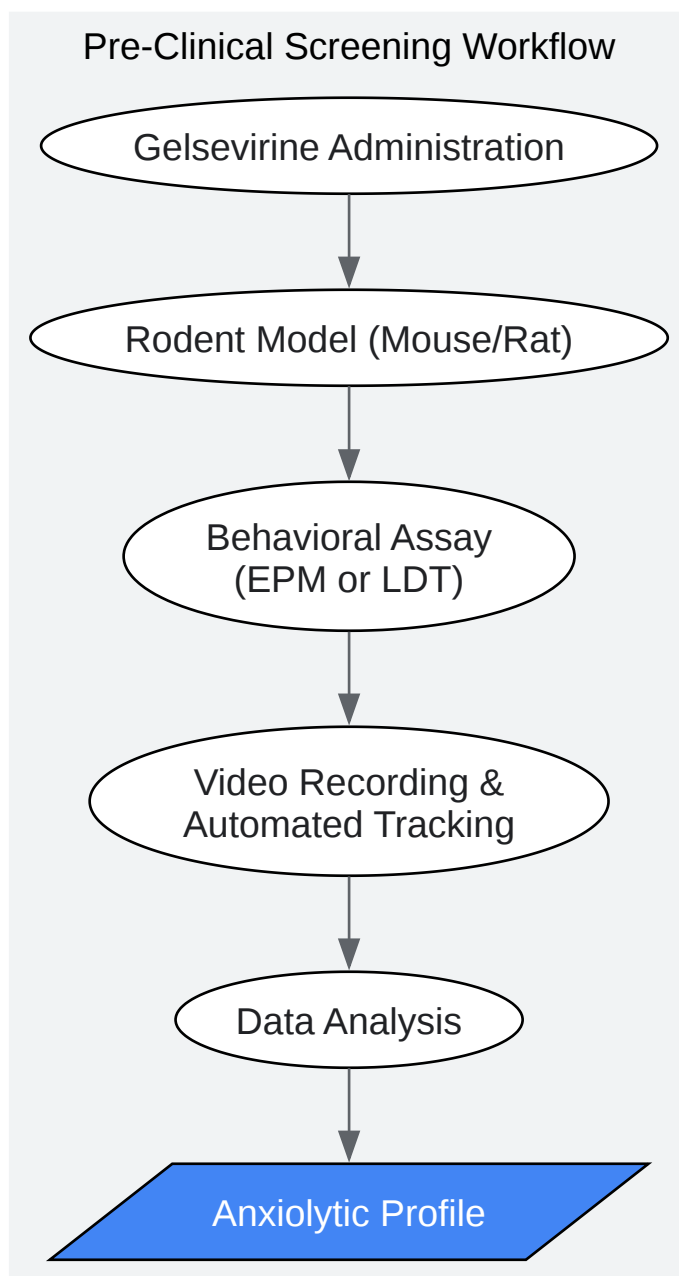 Pre-Clinical Screening Workflow
Gelsevirine Administration
Rodent Model (Mouse/Rat)
Behavioral Assay
(EPM or LDT)
Video Recording &
Automated Tracking
Data Analysis
Anxiolytic Profile